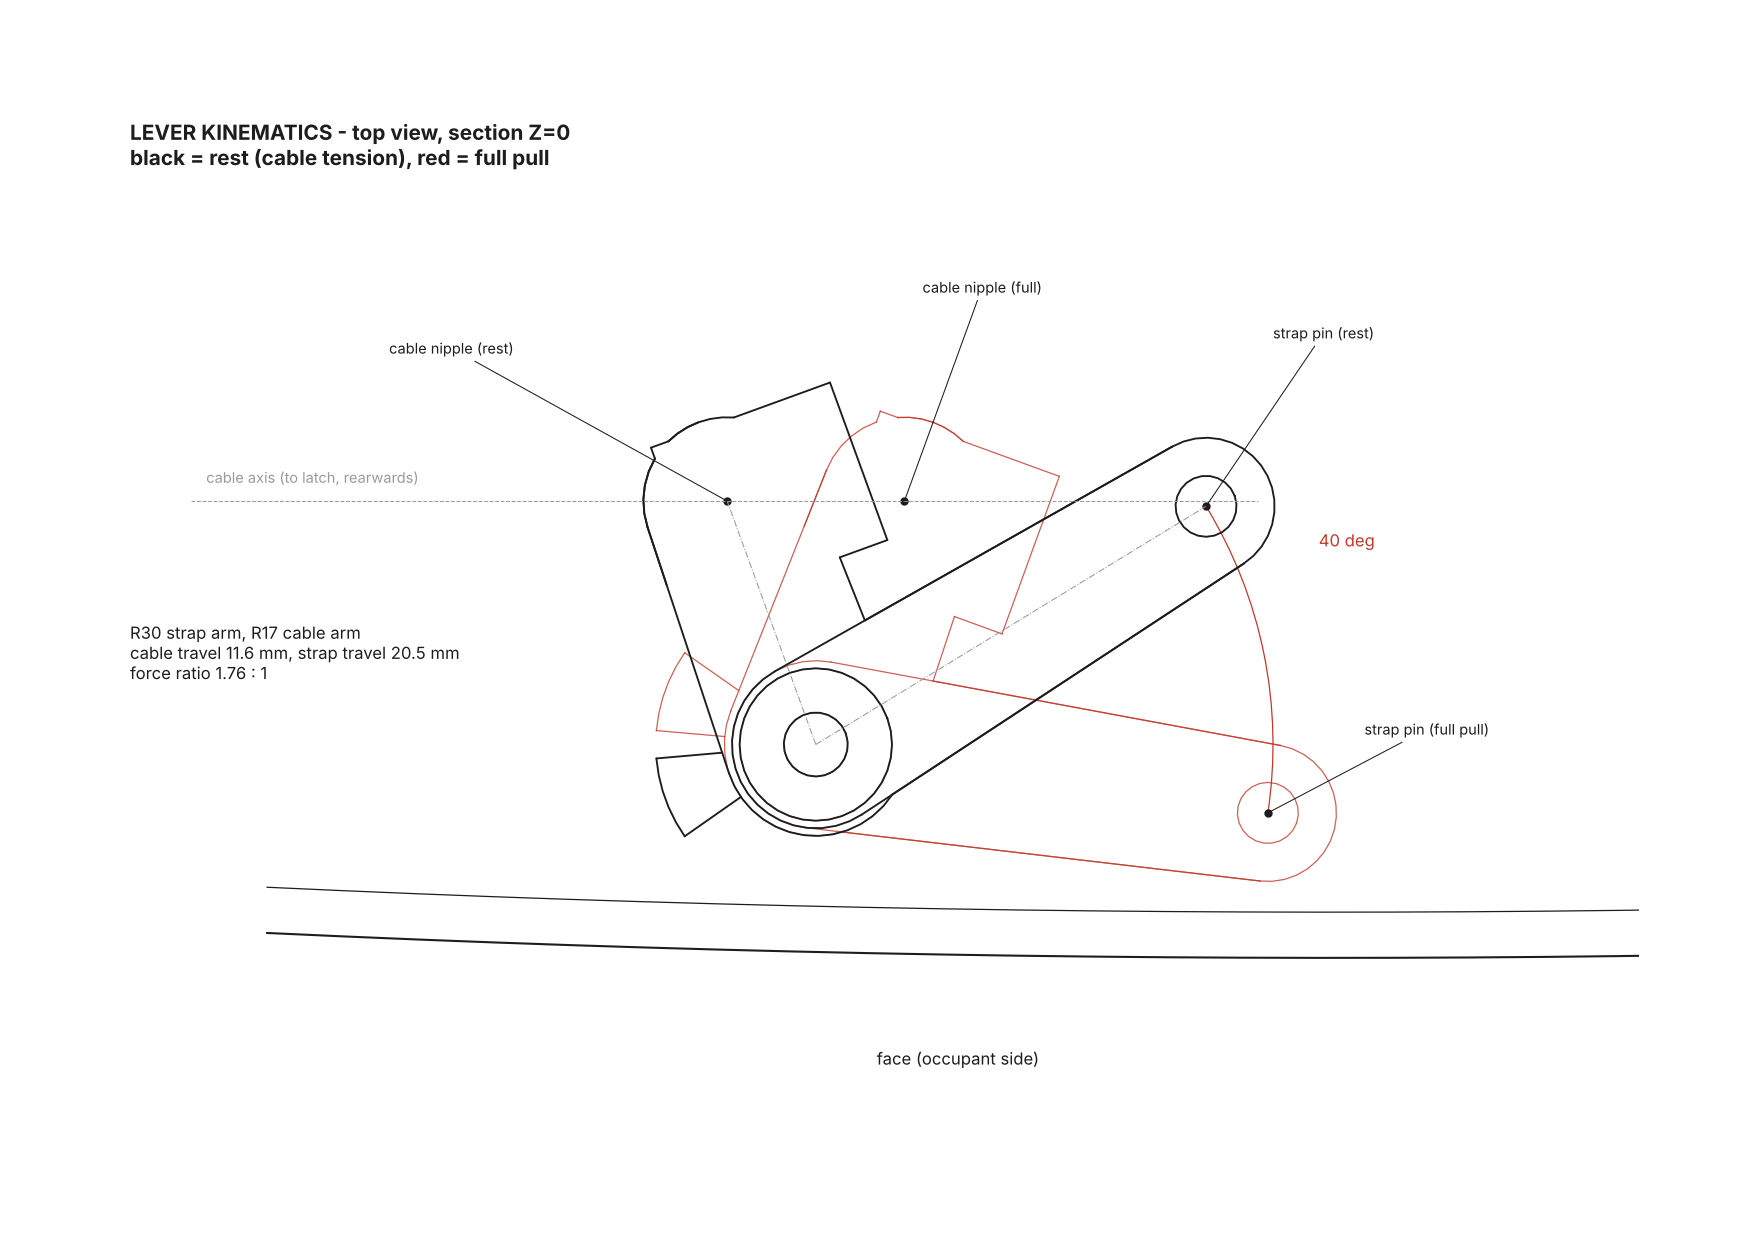 LEVER KINEMATICS - top view, section Z=0
black = rest (cable tension), red = full pull
cable nipple (full)
strap pin (rest)
cable nipple (rest)
cable axis (to latch, rearwards)
40 deg
R30 strap arm, R17 cable arm
cable travel 11.6 mm, strap travel 20.5 mm
force ratio 1.76 : 1
strap pin (full pull)
face (occupant side)